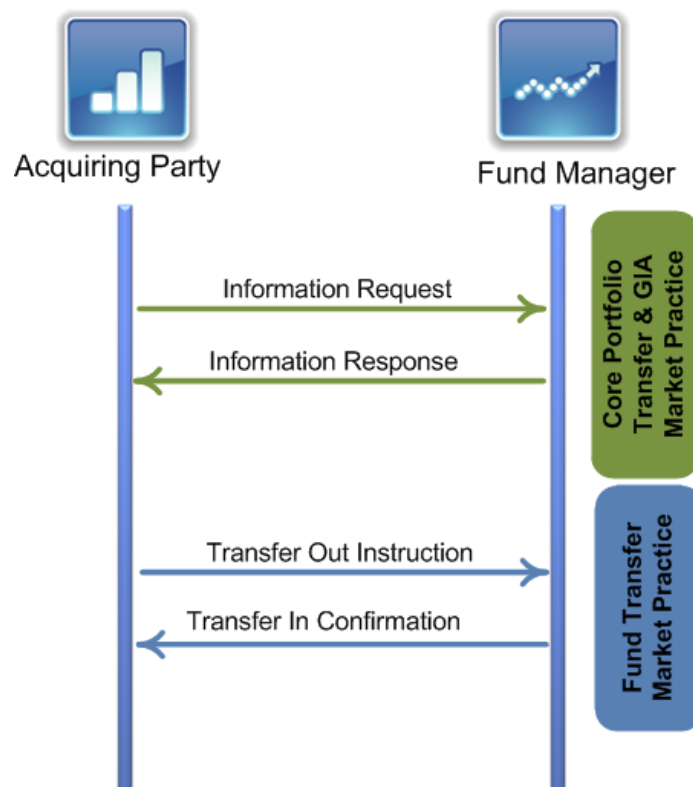 Acquiring Party
Fund Manager
Information Request
Information Response
Core Portfolio
Transfer & GIA
Market Practice
Transfer Out Instruction
Transfer In Confirmation
Fund Transfer
Market Practice